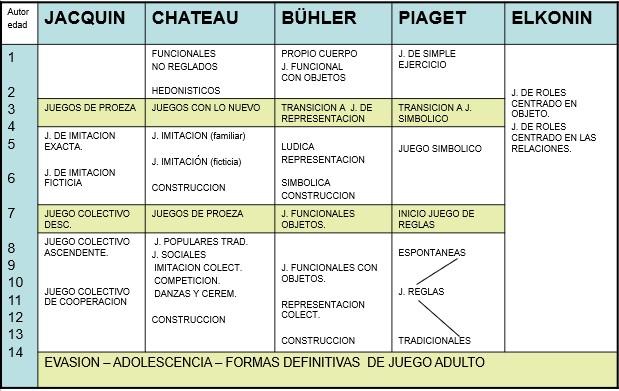 Autor
edad
JACQUIN
CHATEAU
BÜHLER
PIAGET
ELKONIN
1
2
3
4
5
6
7
8
9
10
11
12
13
14
FUNCIONALES
NO REGLADOS
HEDONISTICOS
PROPIO CUERPO
J. FUNCIONAL
CON OBJETOS
J. DE SIMPLE
EJERCICIO
J. DE ROLES
CENTRADO EN
OBJETO.
J. DE ROLES
CENTRADO EN LAS
RELACIONES.
JUEGOS DE PROEZA
JUEGOS CON LO NUEVO
TRANSICION A J. DE
REPRESENTACION
TRANSICION A J.
SIMBOLICO
J. DE IMITACION
EXACTA.
J. DE IMITACION
FICTICIA
J. IMITACION (familiar)
J. IMITACIÓN (ficticia)
CONSTRUCCION
LUDICA
REPRESENTACION
SIMBOLICA
CONSTRUCCION
JUEGO SIMBOLICO
JUEGO COLECTIVO
DESC.
JUEGOS DE PROEZA
J. FUNCIONALES
OBJETOS.
INICIO JUEGO DE
REGLAS
JUEGO COLECTIVO
ASCENDENTE.
JUEGO COLECTIVO
DE COOPERACION
J. POPULARES TRAD.
J. SOCIALES
IMITACION COLECT.
COMPETICION.
DANZAS Y CEREM.
CONSTRUCCION
J. FUNCIONALES CON
OBJETOS.
REPRESENTACION
COLECT.
CONSTRUCCION
ESPONTANEAS
J. REGLAS
TRADICIONALES
EVASION – ADOLESCENCIA – FORMAS DEFINITIVAS DE JUEGO ADULTO